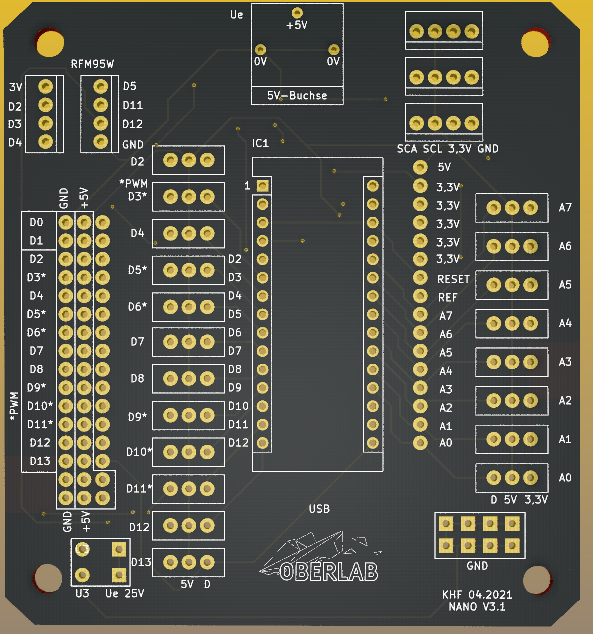 Ue
+5V
0V 0V
5V-Buchse
RFM95W
3V
D2
D3
D4
D5
D11
D12
GND
SCA SCL 3,3V GND
IC1
1
D2
*PWM
D3*
D4
D5*
D6*
D7
D8
D9*
D10*
D11*
D12
D13
5V D
GND
+5V
D0
D1
D2
D3*
D4
D5*
D6*
D7
D8
D9*
D10*
D11*
D12
D13
*PWM
GND
+5V
U3 Ue 25V
D2
D3
D4
D5
D6
D7
D8
D9
D10
D11
D12
5V
3,3V
3,3V
3,3V
3,3V
3,3V
RESET
REF
A7
A6
A5
A4
A3
A2
A1
A0
A7
A6
A5
A4
A3
A2
A1
A0
D 5V 3,3V
USB
OBERLAB
GND
KHF 04.2021
NANO V3.1